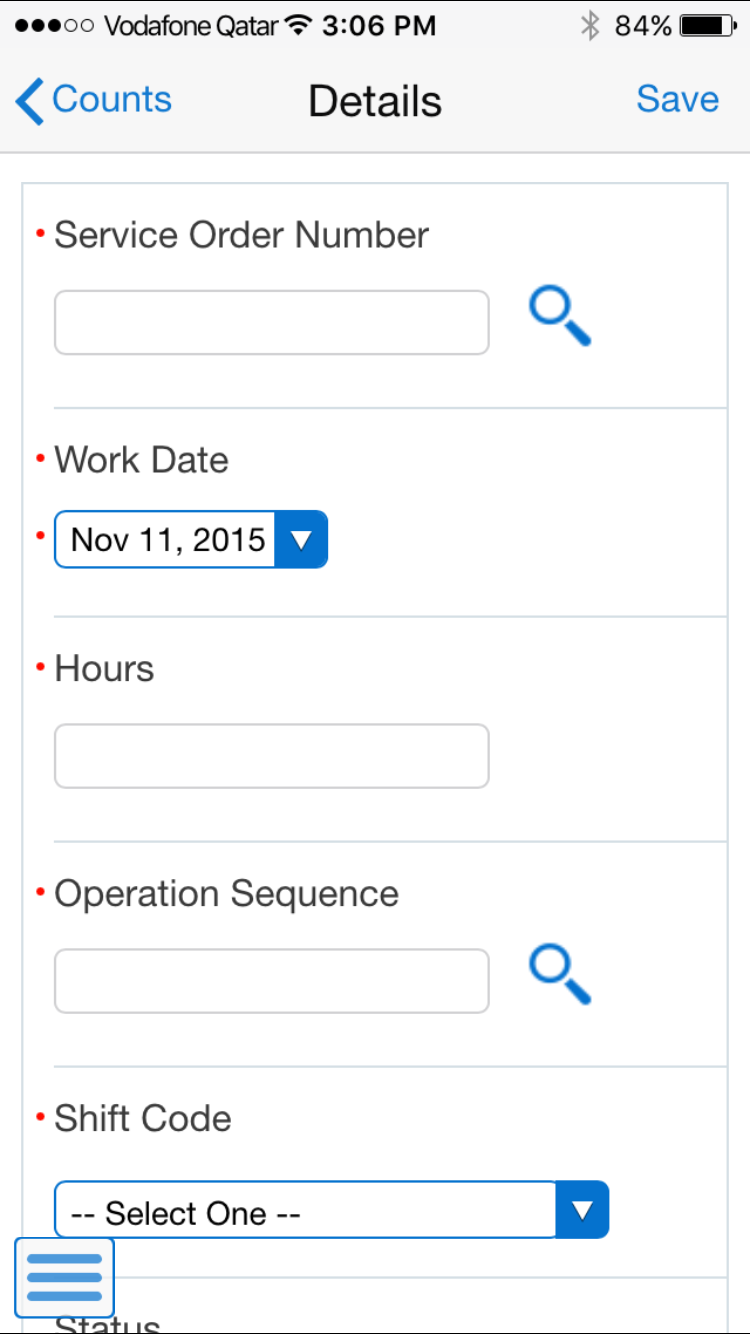 Vodafone Qatar 3:06 PM 84%
Counts Details Save
Service Order Number
Work Date
Nov 11, 2015
Hours
Operation Sequence
Shift Code
-- Select One --
Status